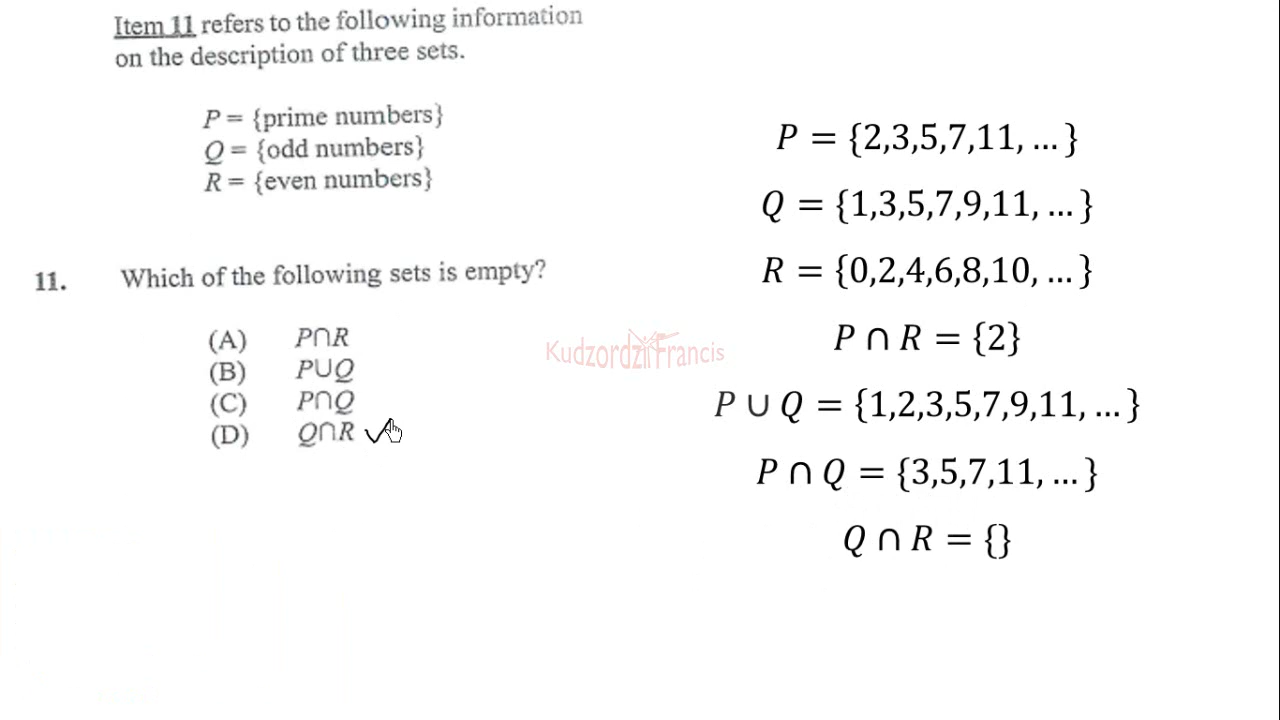 Item 11 refers to the following information
on the description of three sets.
P = {prime numbers}
Q = {odd numbers}
R = {even numbers}
11. Which of the following sets is empty?
(A) P∩R
(B) P∪Q
(C) P∩Q
(D) Q∩R ✓
P = {2,3,5,7,11, … }
Q = {1,3,5,7,9,11, … }
R = {0,2,4,6,8,10, … }
P ∩ R = {2}
P ∪ Q = {1,2,3,5,7,9,11, … }
P ∩ Q = {3,5,7,11, … }
Q ∩ R = {}
Kudzordzi Francis